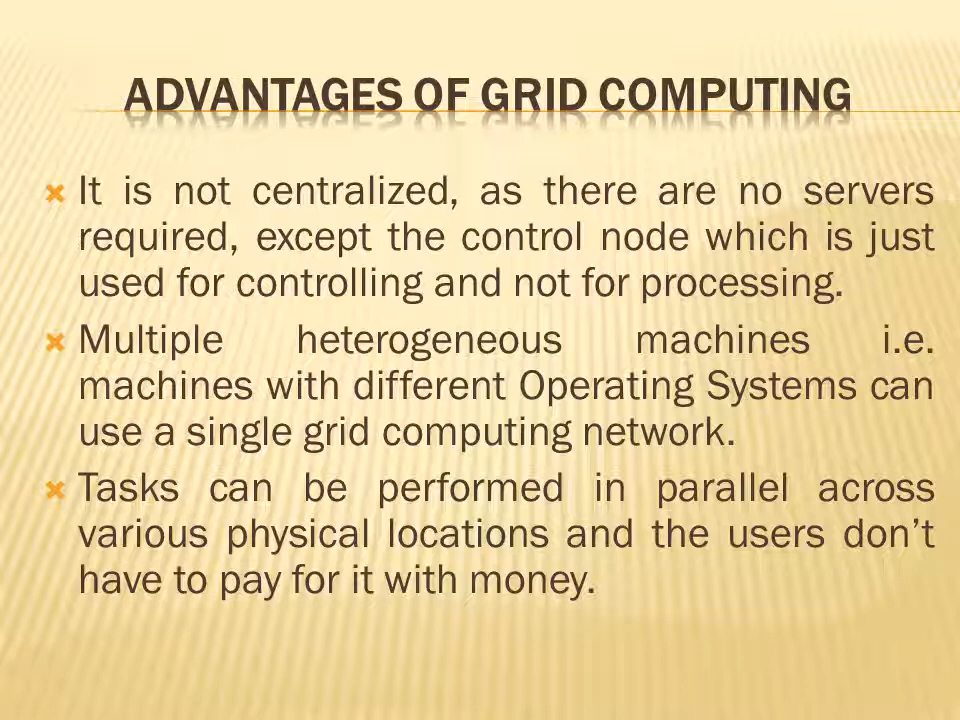 ADVANTAGES OF GRID COMPUTING
It is not centralized, as there are no servers
required, except the control node which is just
used for controlling and not for processing.
Multiple heterogeneous machines i.e.
machines with different Operating Systems can
use a single grid computing network.
Tasks can be performed in parallel across
various physical locations and the users don’t
have to pay for it with money.